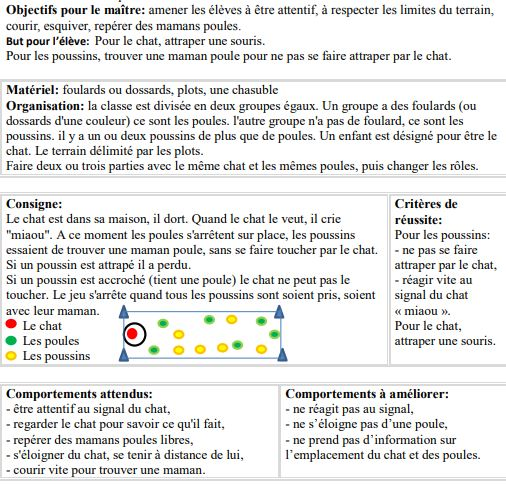 Objectifs pour le maître: amener les élèves à être attentif, à respecter les limites du terrain,
courir, esquiver, repérer des mamans poules.
But pour l'élève: Pour le chat, attraper une souris.
Pour les poussins, trouver une maman poule pour ne pas se faire attraper par le chat.
Matériel: foulards ou dossards, plots, une chasuble
Organisation: la classe est divisée en deux groupes égaux. Un groupe a des foulards (ou
dossards d'une couleur) ce sont les poules. l'autre groupe n'a pas de foulard, ce sont les
poussins. il y a un ou deux poussins de plus que de poules. Un enfant est désigné pour être le
chat. Le terrain délimité par les plots.
Faire deux ou trois parties avec le même chat et les mêmes poules, puis changer les rôles.
Consigne:
Le chat est dans sa maison, il dort. Quand le chat le veut, il crie
"miaou". A ce moment les poules s'arrêtent sur place, les poussins
essaient de trouver une maman poule, sans se faire toucher par le chat.
Si un poussin est attrapé il a perdu.
Si un poussin est accroché (tient une poule) le chat ne peut pas le
toucher. Le jeu s'arrête quand tous les poussins sont soient pris, soient
avec leur maman.
Le chat
Les poules
Les poussins
Critères de
réussite:
Pour les poussins:
- ne pas se faire
attraper par le chat,
- réagir vite au
signal du chat
« miaou ».
Pour le chat,
attraper une souris.
Comportements attendus:
- être attentif au signal du chat,
- regarder le chat pour savoir ce qu'il fait,
- repérer des mamans poules libres,
- s'éloigner du chat, se tenir à distance de lui,
- courir vite pour trouver une maman.
Comportements à améliorer:
- ne réagit pas au signal,
- ne s'éloigne pas d'une poule,
- ne prend pas d'information sur
l'emplacement du chat et des poules.